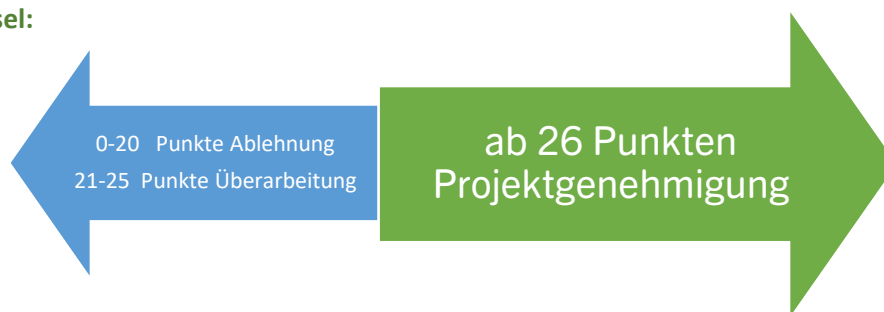 sel:
0-20 Punkte Ablehnung
21-25 Punkte Überarbeitung
ab 26 Punkten
Projektgenehmigung